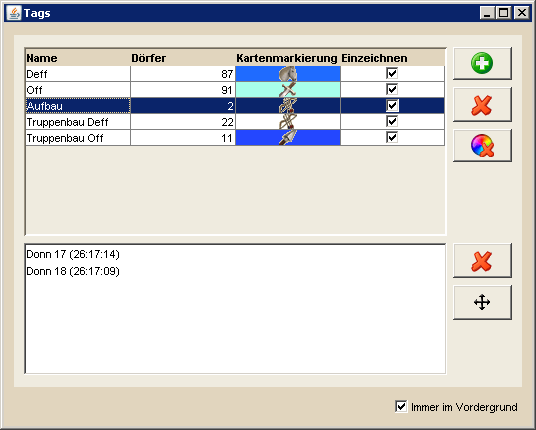 Tags
Name Dörfer Kartenmarkierung Einzeichnen
Deff 87
Off 91
Aufbau 2
Truppenbau Deff 22
Truppenbau Off 11
Donn 17 (26:17:14)
Donn 18 (26:17:09)
Immer im Vordergrund